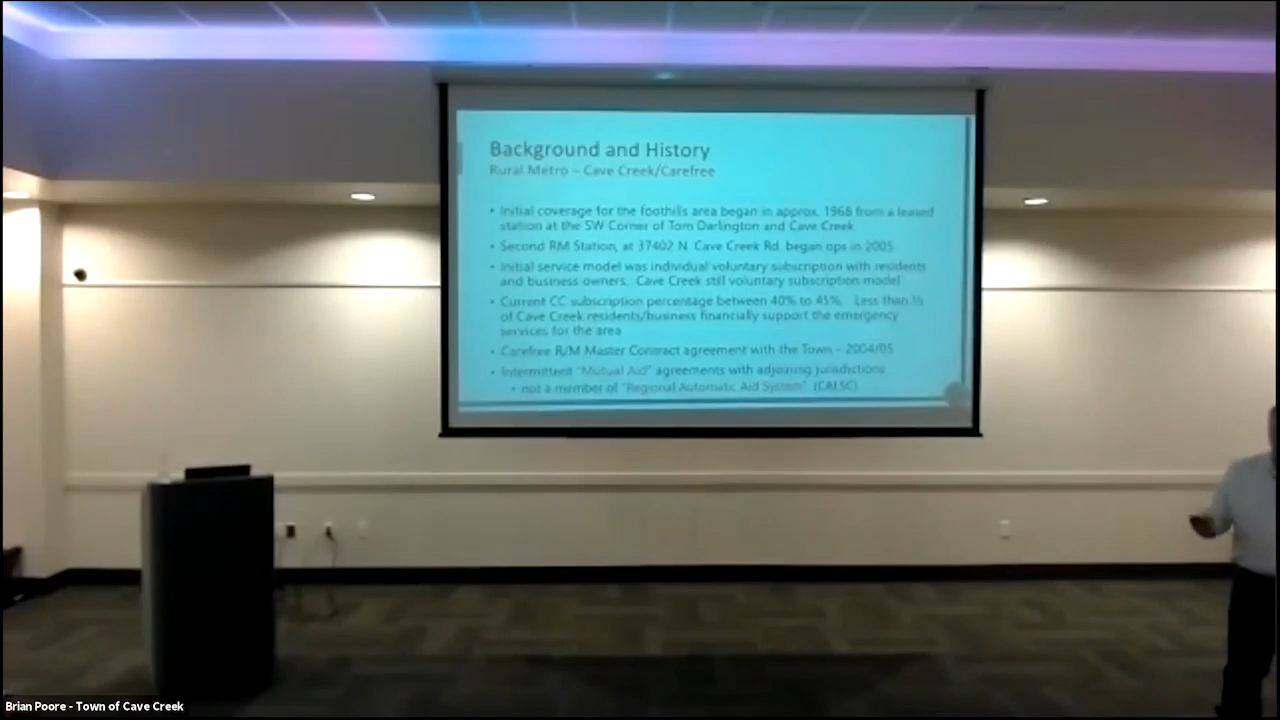 Background and History
Rural Metro – Cave Creek/Carefree
• Initial coverage for the foothills area began in approx. 1968 from a leased
station at the SW Corner of Tom Darlington and Cave Creek
• Second RM Station, at 37402 N. Cave Creek Rd. began ops in 2005
• Initial service model was individual voluntary subscription with residents
and business owners. Cave Creek still voluntary subscription model
• Current CC subscription percentage between 40% to 45%. Less than ½
of Cave Creek residents/business financially support the emergency
services for the area
• Carefree R/M Master Contract agreement with the Town – 2004/05
• Intermittent "Mutual Aid" agreements with adjoining jurisdictions
• not a member of "Regional Automatic Aid System"
Brian Poore - Town of Cave Creek